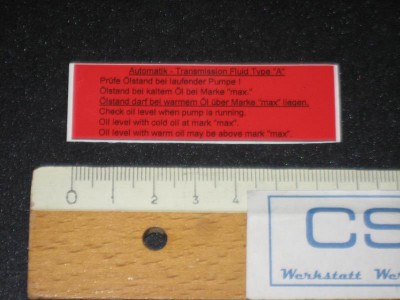 Automatik - Transmission Fluid Type "A"
Prüfe Ölstand bei laufender Pumpe !
Ölstand bei kaltem Öl bei Marke "max."
Ölstand darf bei warmem Öl über Marke "max" liegen.
Check oil level when pump is running.
Oil level with cold oil at mark "max".
Oil level with warm oil may be above mark "max"
0 1 2 3 4
CS
Werkstatt